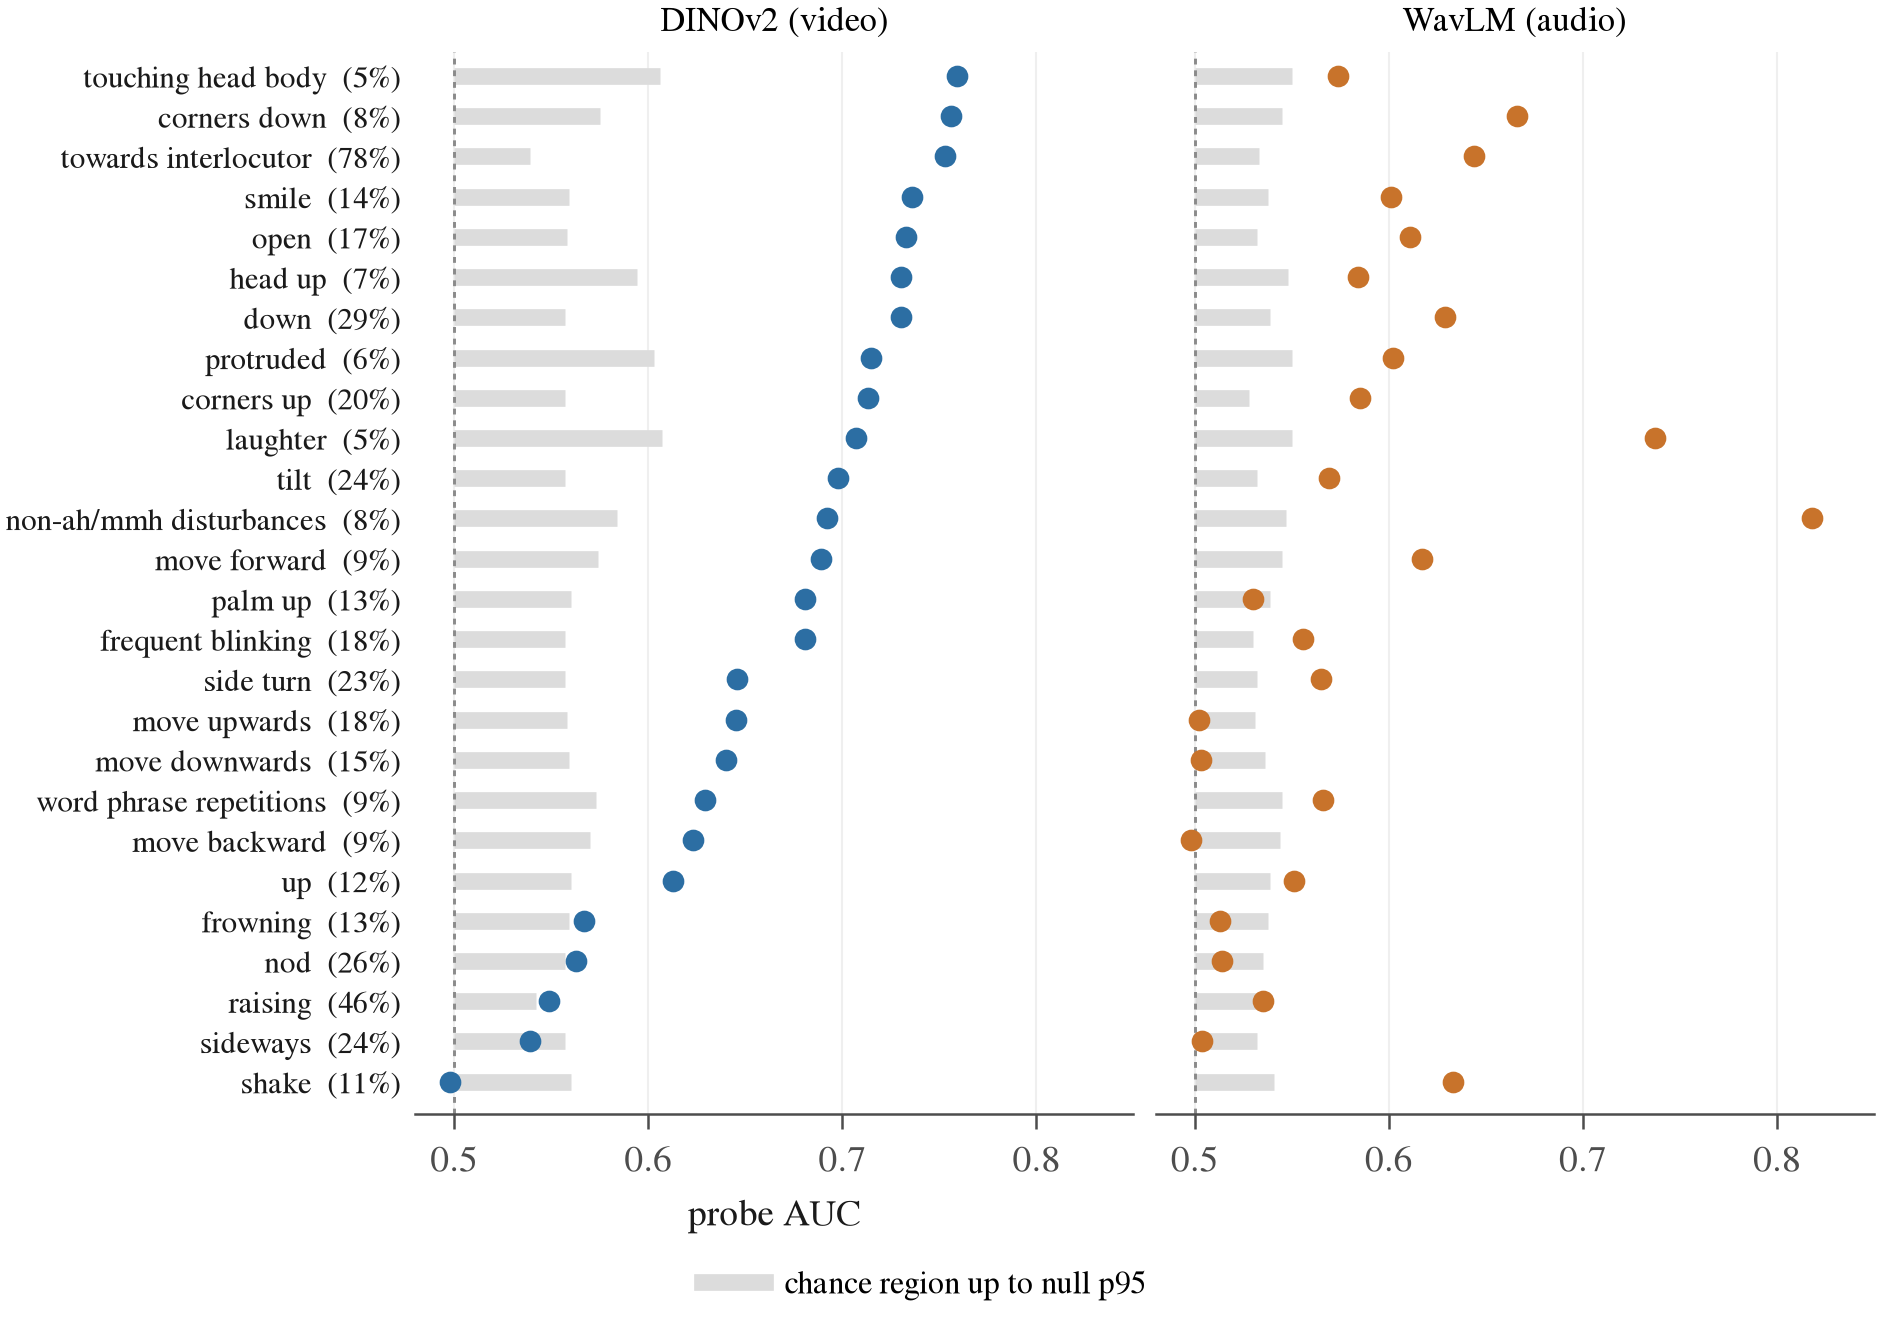 DINOv2 (video)
WavLM (audio)
touching head body (5%)
corners down (8%)
towards interlocutor (78%)
smile (14%)
open (17%)
head up (7%)
down (29%)
protruded (6%)
corners up (20%)
laughter (5%)
tilt (24%)
non-ah/mmh disturbances (8%)
move forward (9%)
palm up (13%)
frequent blinking (18%)
side turn (23%)
move upwards (18%)
move downwards (15%)
word phrase repetitions (9%)
move backward (9%)
up (12%)
frowning (13%)
nod (26%)
raising (46%)
sideways (24%)
shake (11%)
0.5 0.6 0.7 0.8
0.5 0.6 0.7 0.8
probe AUC
chance region up to null p95